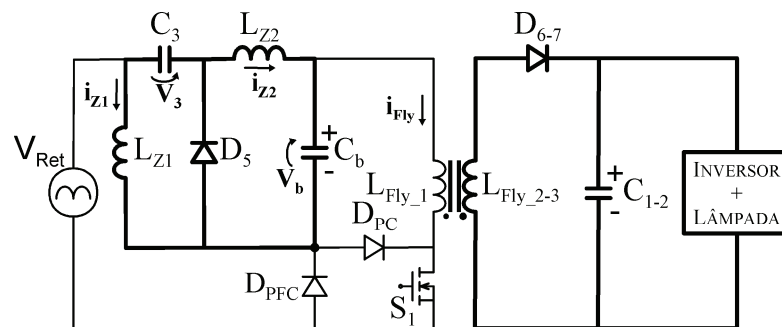 C3
LZ2
D6-7
iZ1
V3
iZ2
iFly
VRet
LZ1
D5
Vb
+
-
Cb
LFly_1
LFly_2-3
+
-
C1-2
INVERSOR
+
LÂMPADA
DPC
DPFC
S1